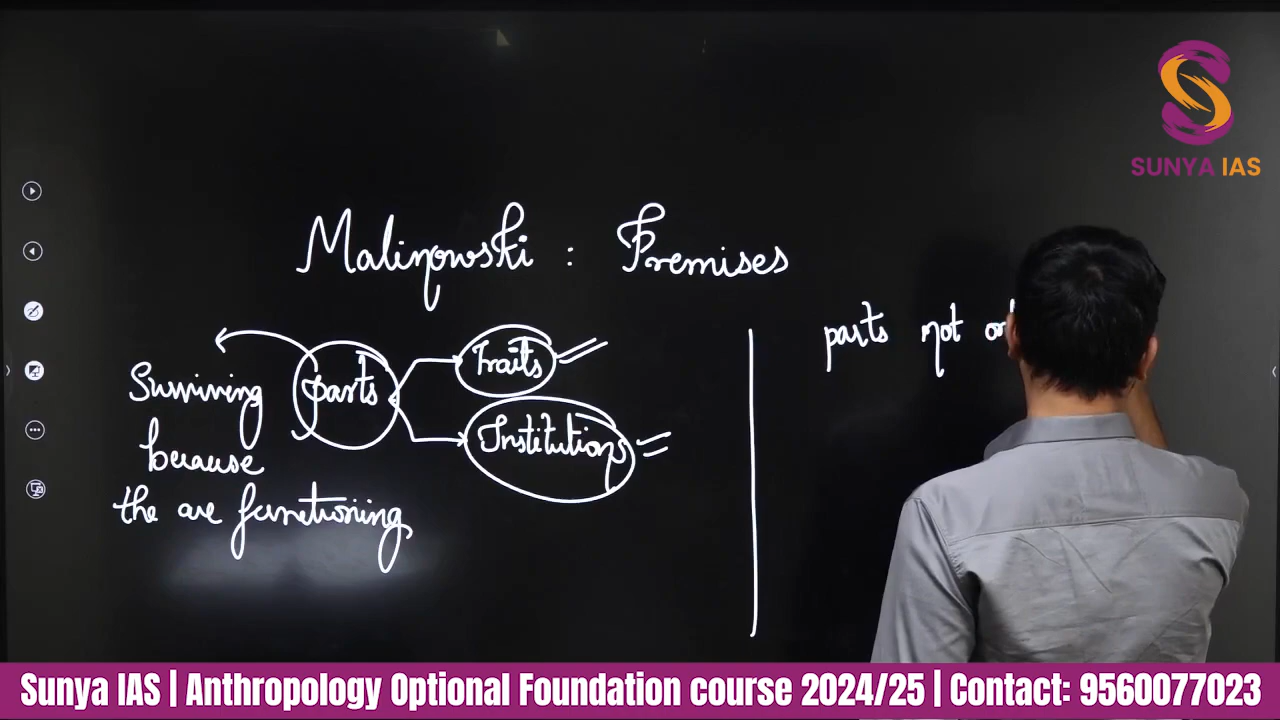 SUNYA IAS
Malinowski : Premises
parts
Traits
Institutions
Surviving
because
the are functioning
parts not
Sunya IAS | Anthropology Optional Foundation course 2024/25 | Contact: 9560077023